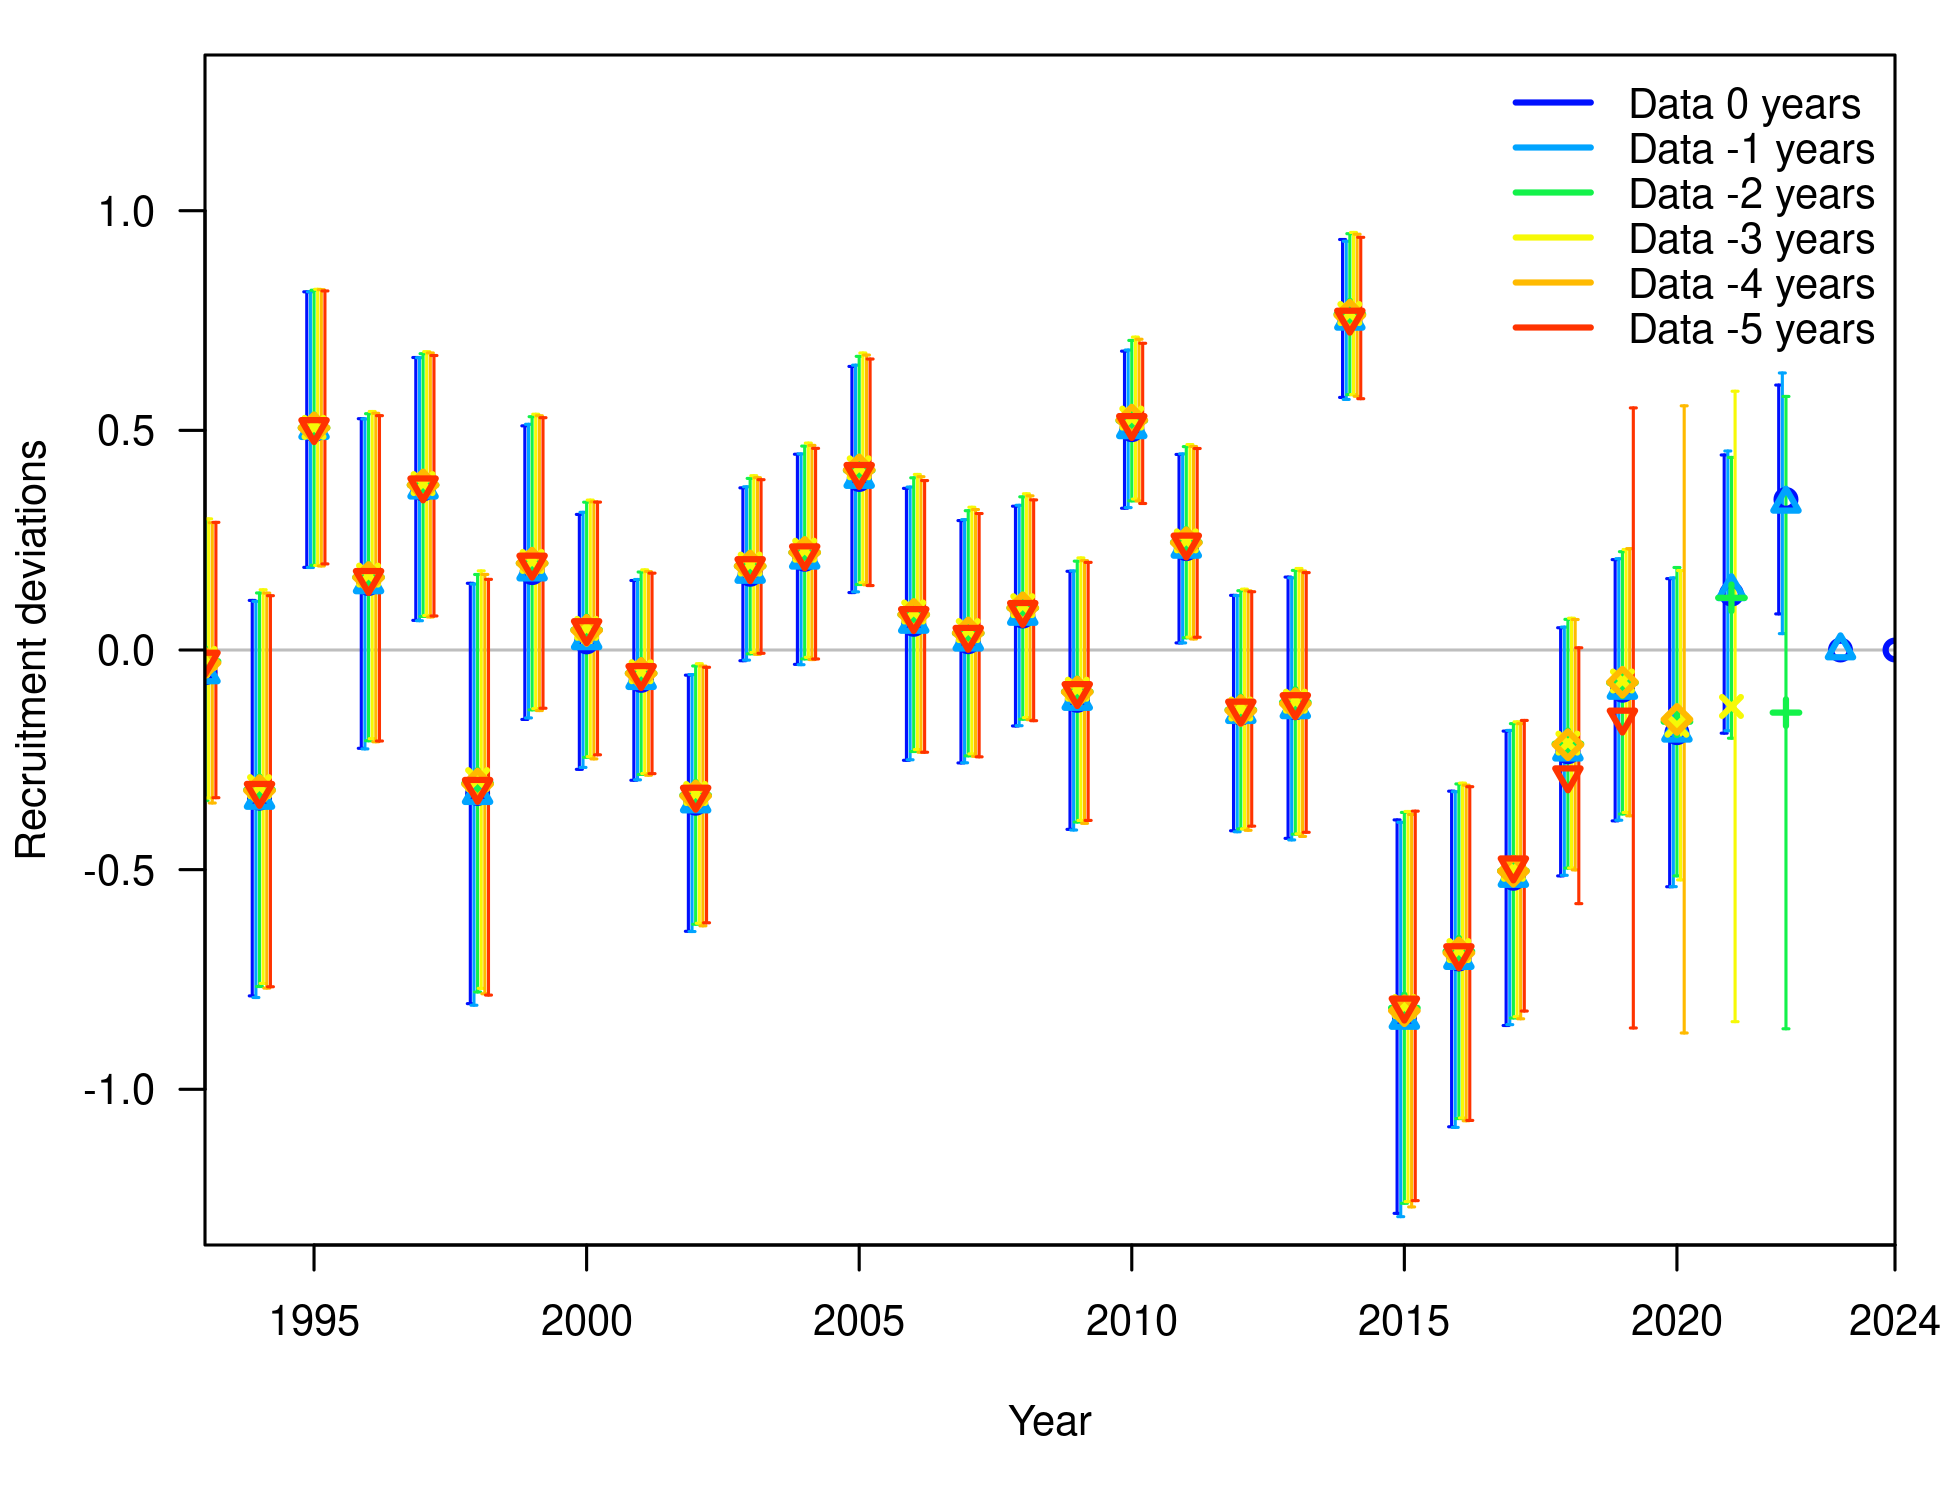 Data 0 years
Data -1 years
Data -2 years
Data -3 years
Data -4 years
Data -5 years
1.0
0.5
0.0
-0.5
-1.0
Recruitment deviations
1995
2000
2005
2010
2015
2020
2024
Year